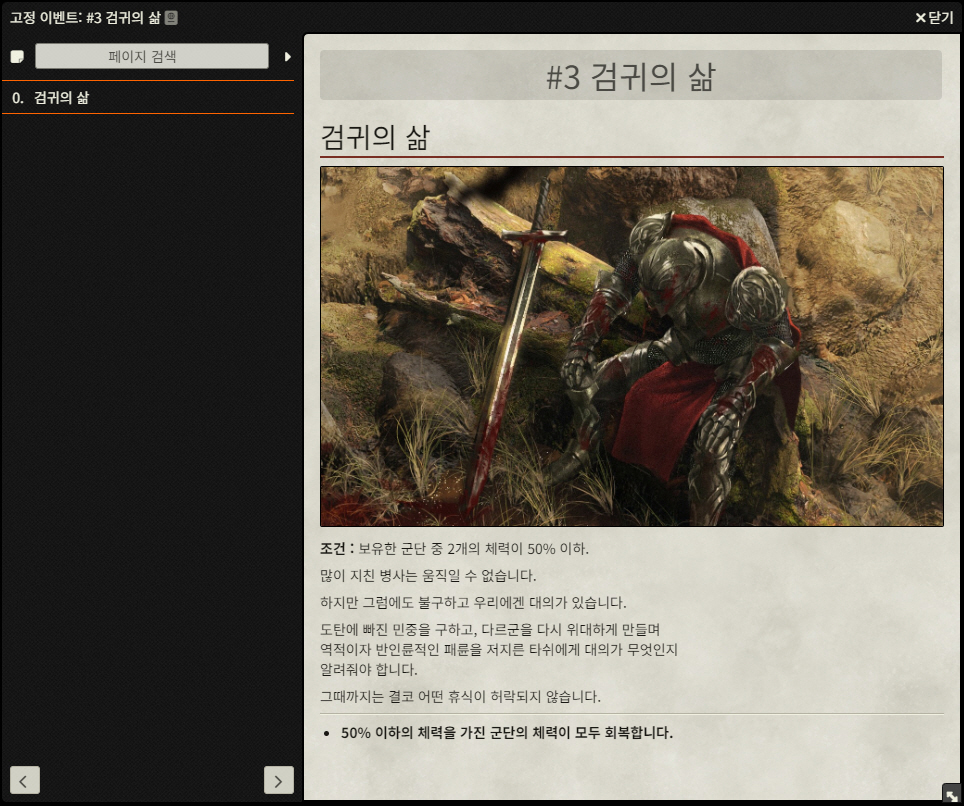 고정 이벤트: #3 검귀의 삶
닫기
페이지 검색
0. 검귀의 삶
#3 검귀의 삶
검귀의 삶
조건 : 보유한 군단 중 2개의 체력이 50% 이하.
많이 지친 병사는 움직일 수 없습니다.
하지만 그럼에도 불구하고 우리에겐 대의가 있습니다.
도탄에 빠진 민중을 구하고, 다르군을 다시 위대하게 만들며
역적이자 반인륜적인 패륜을 저지른 타쉬에게 대의가 무엇인지
알려줘야 합니다.
그때까지는 결코 어떤 휴식이 허락되지 않습니다.
50% 이하의 체력을 가진 군단의 체력이 모두 회복합니다.